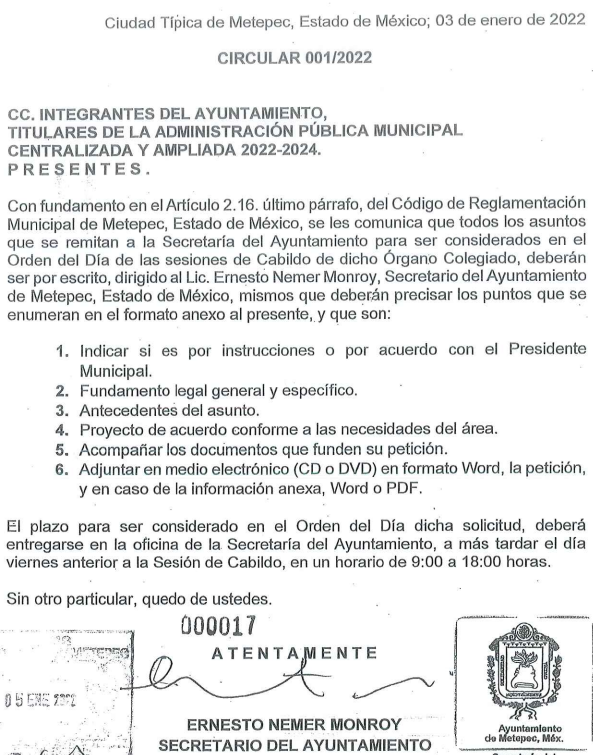 Ciudad Típica de Metepec, Estado de México; 03 de enero de 2022
CIRCULAR 001/2022
CC. INTEGRANTES DEL AYUNTAMIENTO,
TITULARES DE LA ADMINISTRACIÓN PÚBLICA MUNICIPAL
CENTRALIZADA Y AMPLIADA 2022-2024.
P R E S E N T E S .
Con fundamento en el Artículo 2.16. último párrafo, del Código de Reglamentación
Municipal de Metepec, Estado de México, se les comunica que todos los asuntos
que se remitan a la Secretaría del Ayuntamiento para ser considerados en el
Orden del Día de las sesiones de Cabildo de dicho Órgano Colegiado, deberán
ser por escrito, dirigido al Lic. Ernesto Nemer Monroy, Secretario del Ayuntamiento
de Metepec, Estado de México, mismos que deberán precisar los puntos que se
enumeran en el formato anexo al presente, y que son:
1. Indicar si es por instrucciones o por acuerdo con el Presidente
Municipal.
2. Fundamento legal general y específico.
3. Antecedentes del asunto.
4. Proyecto de acuerdo conforme a las necesidades del área.
5. Acompañar los documentos que funden su petición.
6. Adjuntar en medio electrónico (CD o DVD) en formato Word, la petición,
y en caso de la información anexa, Word o PDF.
El plazo para ser considerado en el Orden del Día dicha solicitud, deberá
entregarse en la oficina de la Secretaría del Ayuntamiento, a más tardar el día
viernes anterior a la Sesión de Cabildo, en un horario de 9:00 a 18:00 horas.
Sin otro particular, quedo de ustedes.
000017
METEPEC
A T E N T A M E N T E
05 ENE 2022
ERNESTO NEMER MONROY
SECRETARIO DEL AYUNTAMIENTO
Ayuntamiento
de Metepec, Méx.